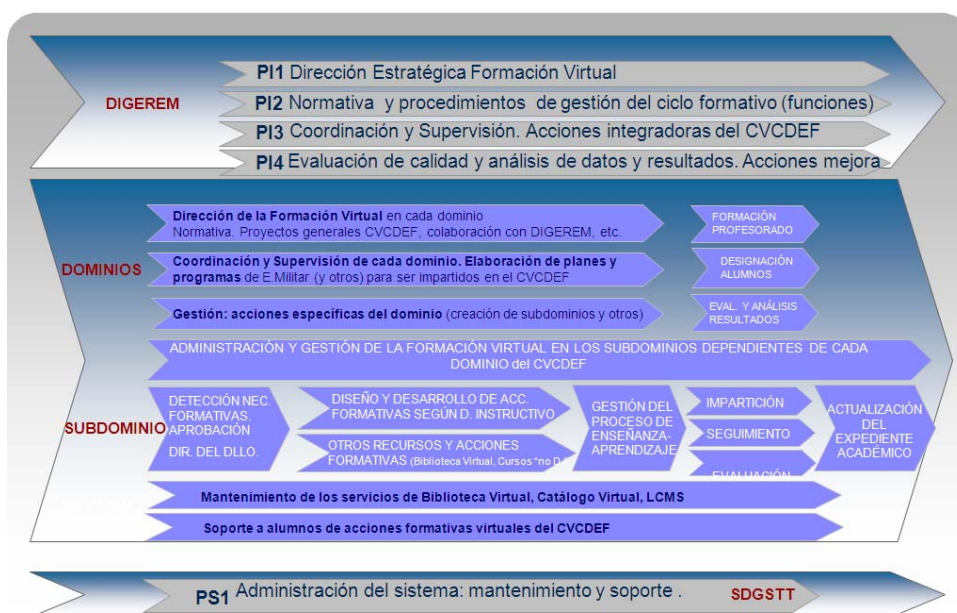 PI1 Dirección Estratégica Formación Virtual
DIGEREM
PI2 Normativa y procedimientos de gestión del ciclo formativo (funciones)
PI3 Coordinación y Supervisión. Acciones integradoras del CVCDEF
PI4 Evaluación de calidad y análisis de datos y resultados. Acciones mejora
DOMINIOS
Dirección de la Formación Virtual en cada dominio
Normativa. Proyectos generales CVCDEF, colaboración con DIGEREM, etc.
FORMACIÓN
PROFESORADO
Coordinación y Supervisión de cada dominio. Elaboración de planes y
programas de E.Militar (y otros) para ser impartidos en el CVCDEF
DESIGNACIÓN
ALUMNOS
Gestión: acciones específicas del dominio (creación de subdominios y otros)
EVAL. Y ANÁLISIS
RESULTADOS
ADMINISTRACIÓN Y GESTIÓN DE LA FORMACIÓN VIRTUAL EN LOS SUBDOMINIOS DEPENDIENTES DE CADA
DOMINIO del CVCDEF
SUBDOMINIO
DETECCIÓN NEC.
FORMATIVAS.
APROBACIÓN
DIR. DEL DLLO.
DISEÑO Y DESARROLLO DE ACC.
FORMATIVAS SEGÚN D. INSTRUCTIVO
OTROS RECURSOS Y ACCIONES
FORMATIVAS (Biblioteca Virtual, Cursos "no D.I
GESTIÓN DEL
PROCESO DE
ENSEÑANZA-
APRENDIZAJE
IMPARTICIÓN
SEGUIMIENTO
EVALUACIÓN
ACTUALIZACIÓN
DEL
EXPEDIENTE
ACADÉMICO
Mantenimiento de los servicios de Biblioteca Virtual, Catálogo Virtual, LCMS
Soporte a alumnos de acciones formativas virtuales del CVCDEF
PS1 Administración del sistema: mantenimiento y soporte .
SDGSTT